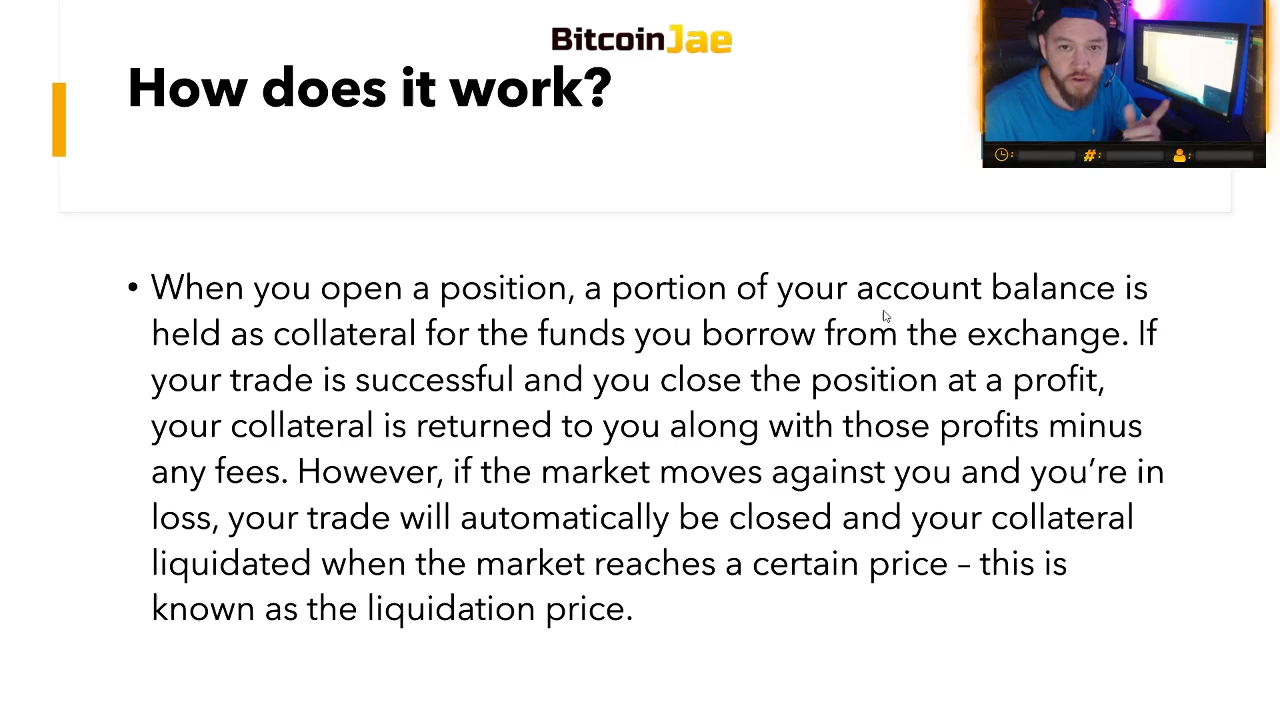 BitcoinJae
How does it work?
• When you open a position, a portion of your account balance is
held as collateral for the funds you borrow from the exchange. If
your trade is successful and you close the position at a profit,
your collateral is returned to you along with those profits minus
any fees. However, if the market moves against you and you’re in
loss, your trade will automatically be closed and your collateral
liquidated when the market reaches a certain price – this is
known as the liquidation price.
: #: :